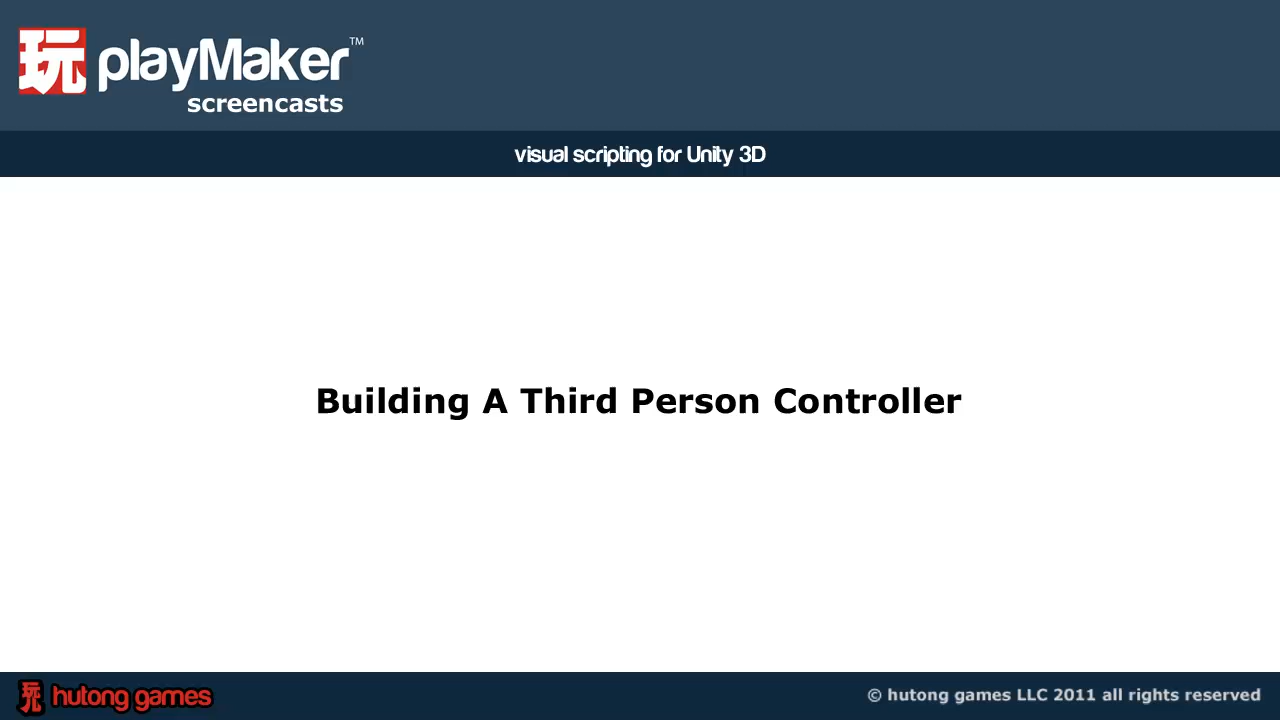 玩 playMaker™
screencasts
visual scripting for Unity 3D
Building A Third Person Controller
玩 hutong games
© hutong games LLC 2011 all rights reserved